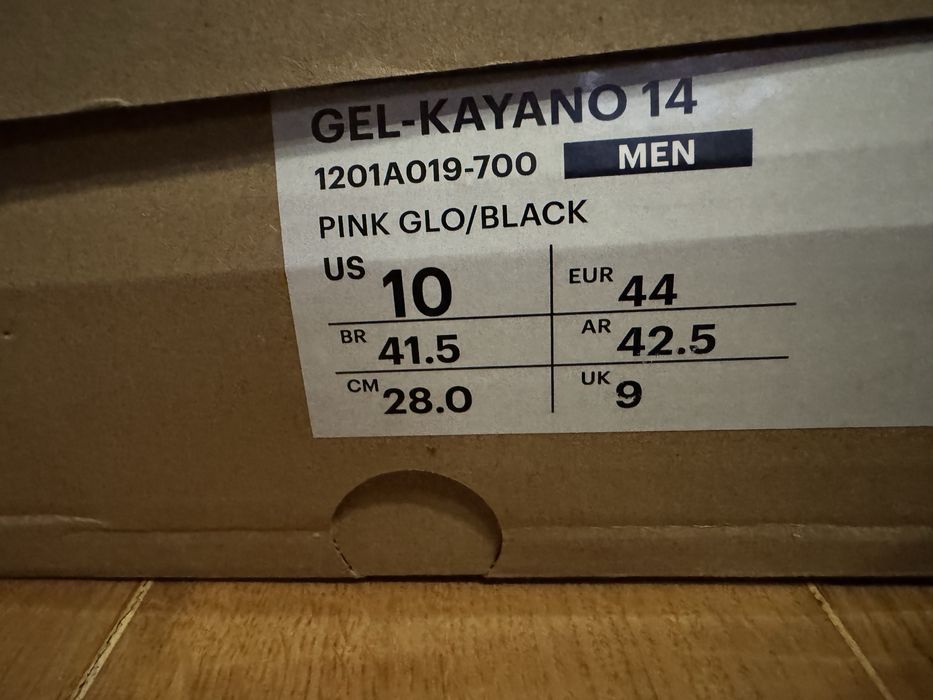 GEL-KAYANO 14
1201A019-700 MEN
PINK GLO/BLACK
US 10 EUR 44
BR 41.5 AR 42.5
CM 28.0 UK 9